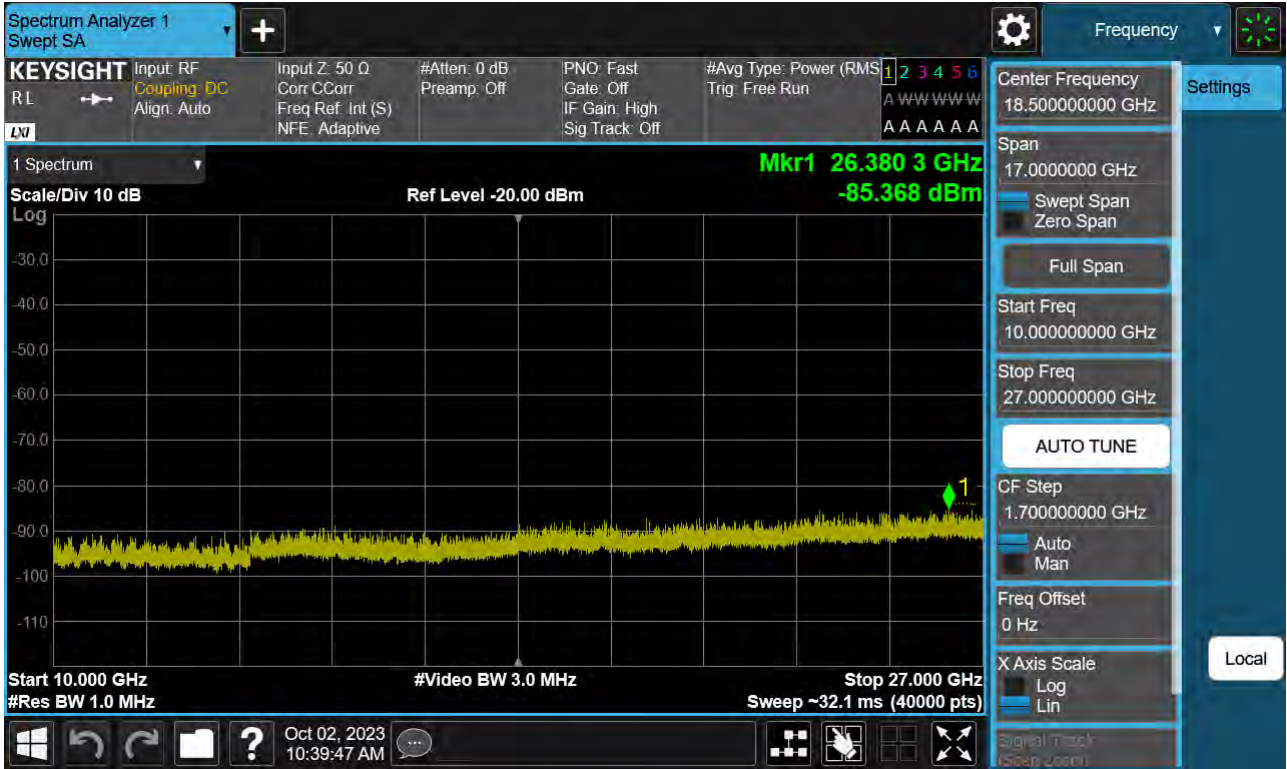 Spectrum Analyzer 1
Swept SA
+
Frequency
KEYSIGHT
RL
LXI
Input: RF
Coupling: DC
Align: Auto
Input Z: 50 Ω
Corr CCorr
Freq Ref: Int (S)
NFE: Adaptive
#Atten: 0 dB
Preamp: Off
PNO: Fast
Gate: Off
IF Gain: High
Sig Track: Off
#Avg Type: Power (RMS
Trig: Free Run
1 2 3 4 5 6
A W W W W W
A A A A A A
1 Spectrum
Scale/Div 10 dB
Log
Ref Level -20.00 dBm
Mkr1 26.380 3 GHz
-85.368 dBm
-30.0
-40.0
-50.0
-60.0
-70.0
-80.0
-90.0
-100
-110
1
Start 10.000 GHz
#Res BW 1.0 MHz
#Video BW 3.0 MHz
Stop 27.000 GHz
Sweep ~32.1 ms (40000 pts)
Center Frequency
18.500000000 GHz
Span
17.0000000 GHz
Swept Span
Zero Span
Full Span
Start Freq
10.000000000 GHz
Stop Freq
27.000000000 GHz
AUTO TUNE
CF Step
1.700000000 GHz
Auto
Man
Freq Offset
0 Hz
X Axis Scale
Log
Lin
Signal Track
(Span Zoom)
Settings
Local
?
Oct 02, 2023
10:39:47 AM